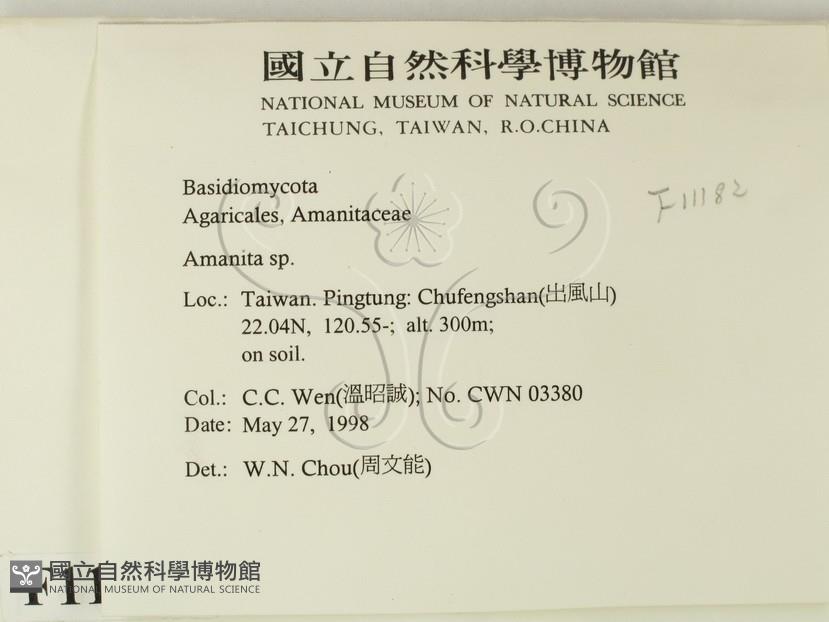 國立自然科學博物館
NATIONAL MUSEUM OF NATURAL SCIENCE
TAICHUNG, TAIWAN, R.O.CHINA
Basidiomycota
Agaricales, Amanitaceae
F11182
Amanita sp.
Loc.: Taiwan. Pingtung: Chufengshan(出風山)
22.04N, 120.55-; alt. 300m;
on soil.
Col.: C.C. Wen(溫昭誠); No. CWN 03380
Date: May 27, 1998
Det.: W.N. Chou(周文能)
F11
國立自然科學博物館
NATIONAL MUSEUM OF NATURAL SCIENCE